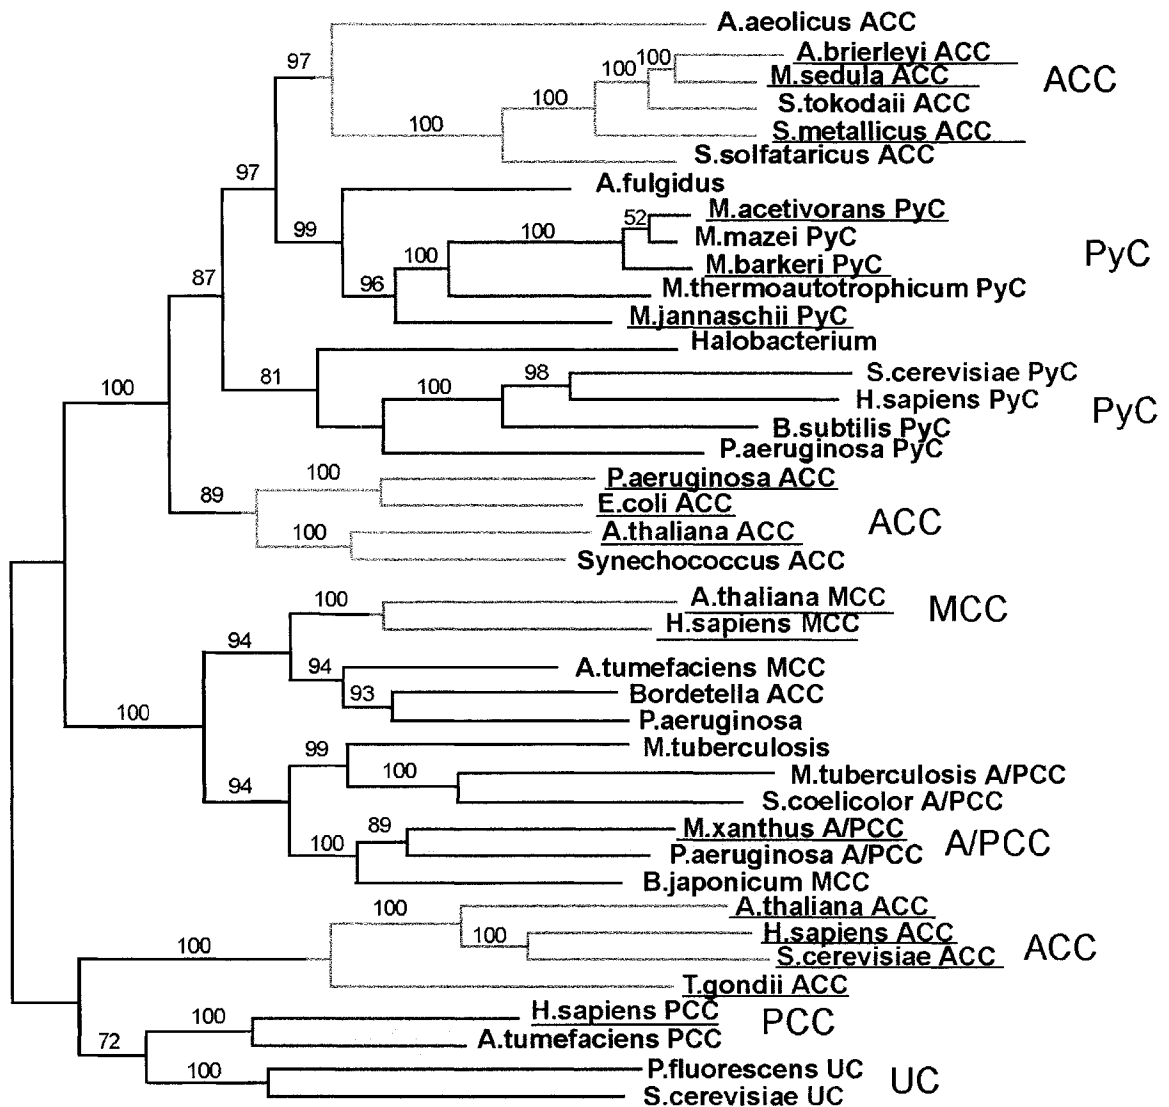 A.aeolicus ACC
97
A.brierleyi ACC
100
100
M.sedula ACC
ACC
100
S.tokodaii ACC
100
S.metallicus ACC
S.solfataricus ACC
97
A.fulgidus
M.acetivorans PyC
52
99
100
M.mazei PyC
PyC
100
M.barkeri PyC
87
96
M.thermoautotrophicum PyC
M.jannaschii PyC
Halobacterium
81
98
S.cerevisiae PyC
100
100
H.sapiens PyC
PyC
B.subtilis PyC
P.aeruginosa PyC
100
P.aeruginosa ACC
89
E.coli ACC
ACC
100
A.thaliana ACC
Synechococcus ACC
100
A.thaliana MCC
MCC
H.sapiens MCC
94
94
A.tumefaciens MCC
93
Bordetella ACC
100
P.aeruginosa
99
M.tuberculosis
100
M.tuberculosis A/PCC
94
S.coelicolor A/PCC
89
M.xanthus A/PCC
100
P.aeruginosa A/PCC
A/PCC
B.japonicum MCC
100
A.thaliana ACC
100
100
H.sapiens ACC
ACC
S.cerevisiae ACC
T.gondii ACC
100
H.sapiens PCC
PCC
72
A.tumefaciens PCC
100
P.fluorescens UC
UC
S.cerevisiae UC